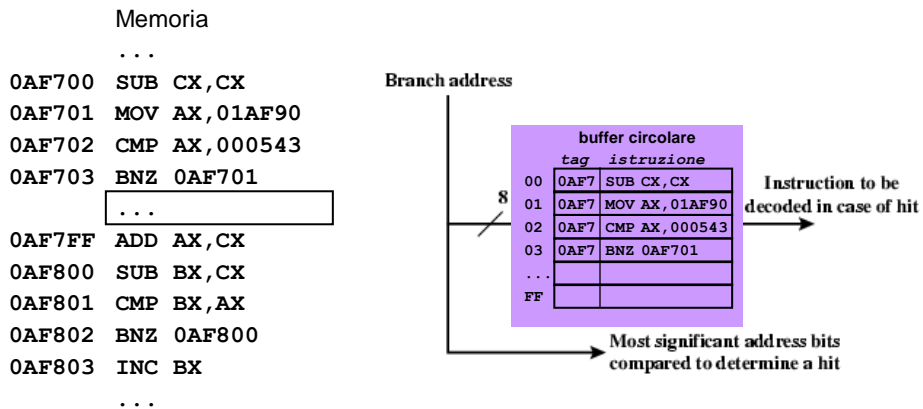 Memoria
...
0AF700 SUB CX,CX
0AF701 MOV AX,01AF90
0AF702 CMP AX,000543
0AF703 BNZ 0AF701
...
0AF7FF ADD AX,CX
0AF800 SUB BX,CX
0AF801 CMP BX,AX
0AF802 BNZ 0AF800
0AF803 INC BX
...
Branch address
8
buffer circolare
tag istruzione
00 0AF7 SUB CX,CX
01 0AF7 MOV AX,01AF90
02 0AF7 CMP AX,000543
03 0AF7 BNZ 0AF701
...
FF
Instruction to be
decoded in case of hit
Most significant address bits
compared to determine a hit